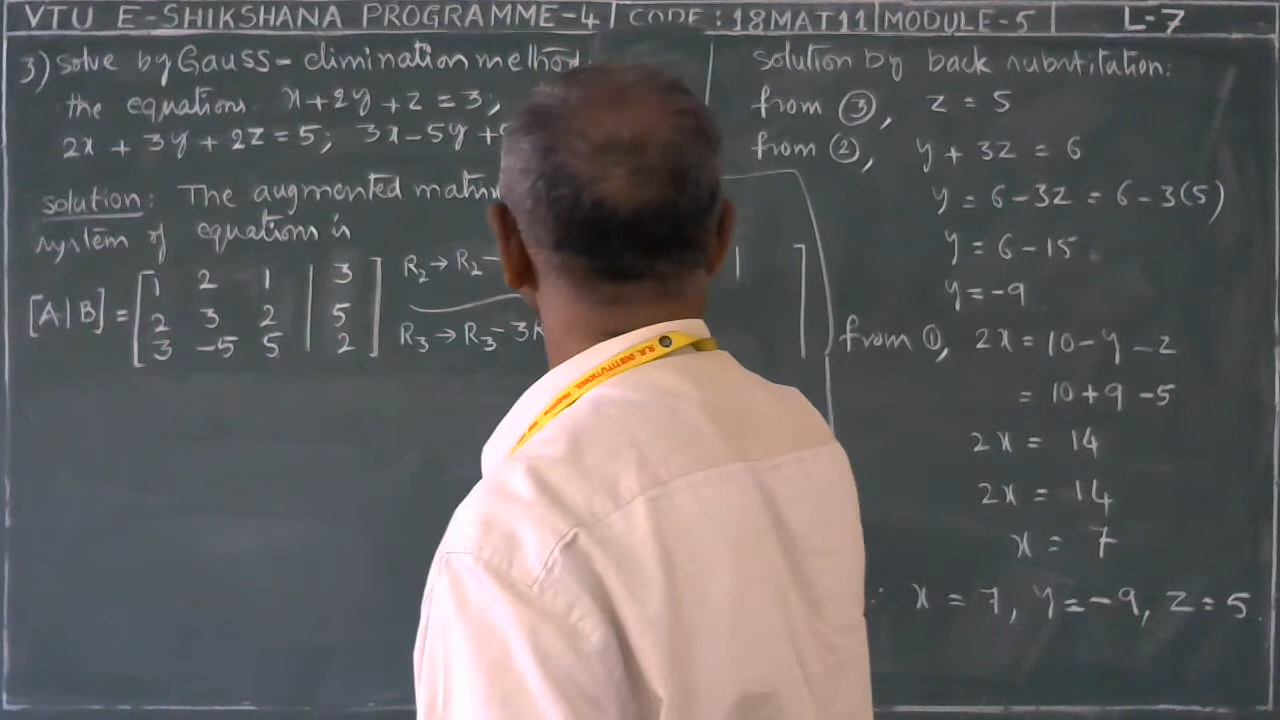 VTU E-SHIKSHANA PROGRAMME-4 | CODE : 18MAT11 | MODULE-5 | L-7
3) solve by Gauss-elimination method:
the equations x+2y+z=3;
2x+3y+2z=5; 3x-5y+
solution: The augmented
system of equations is
[A|B] = [1 2 1 | 3]
2 3 2 | 5
3 -5 5 | 2
R₂→R₂-
R₃→R₃-3R
solution by back substitution:
from ③, z = 5
from ②, y + 3z = 6
y = 6-3z = 6-3(5)
y = 6-15
y = -9
from ①, 2x = 10-y-z
= 10+9-5
2x = 14
2x = 14
x = 7
∴ x = 7, y = -9, z = 5.
R.R. INSTITUTIONS